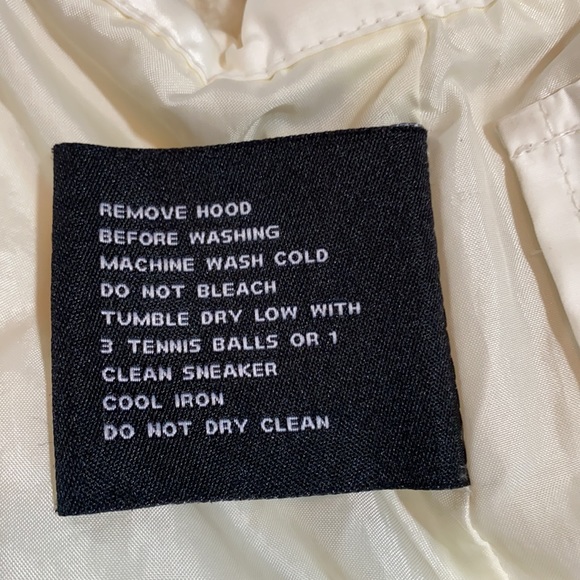 REMOVE HOOD
BEFORE WASHING
MACHINE WASH COLD
DO NOT BLEACH
TUMBLE DRY LOW WITH
3 TENNIS BALLS OR 1
CLEAN SNEAKER
COOL IRON
DO NOT DRY CLEAN